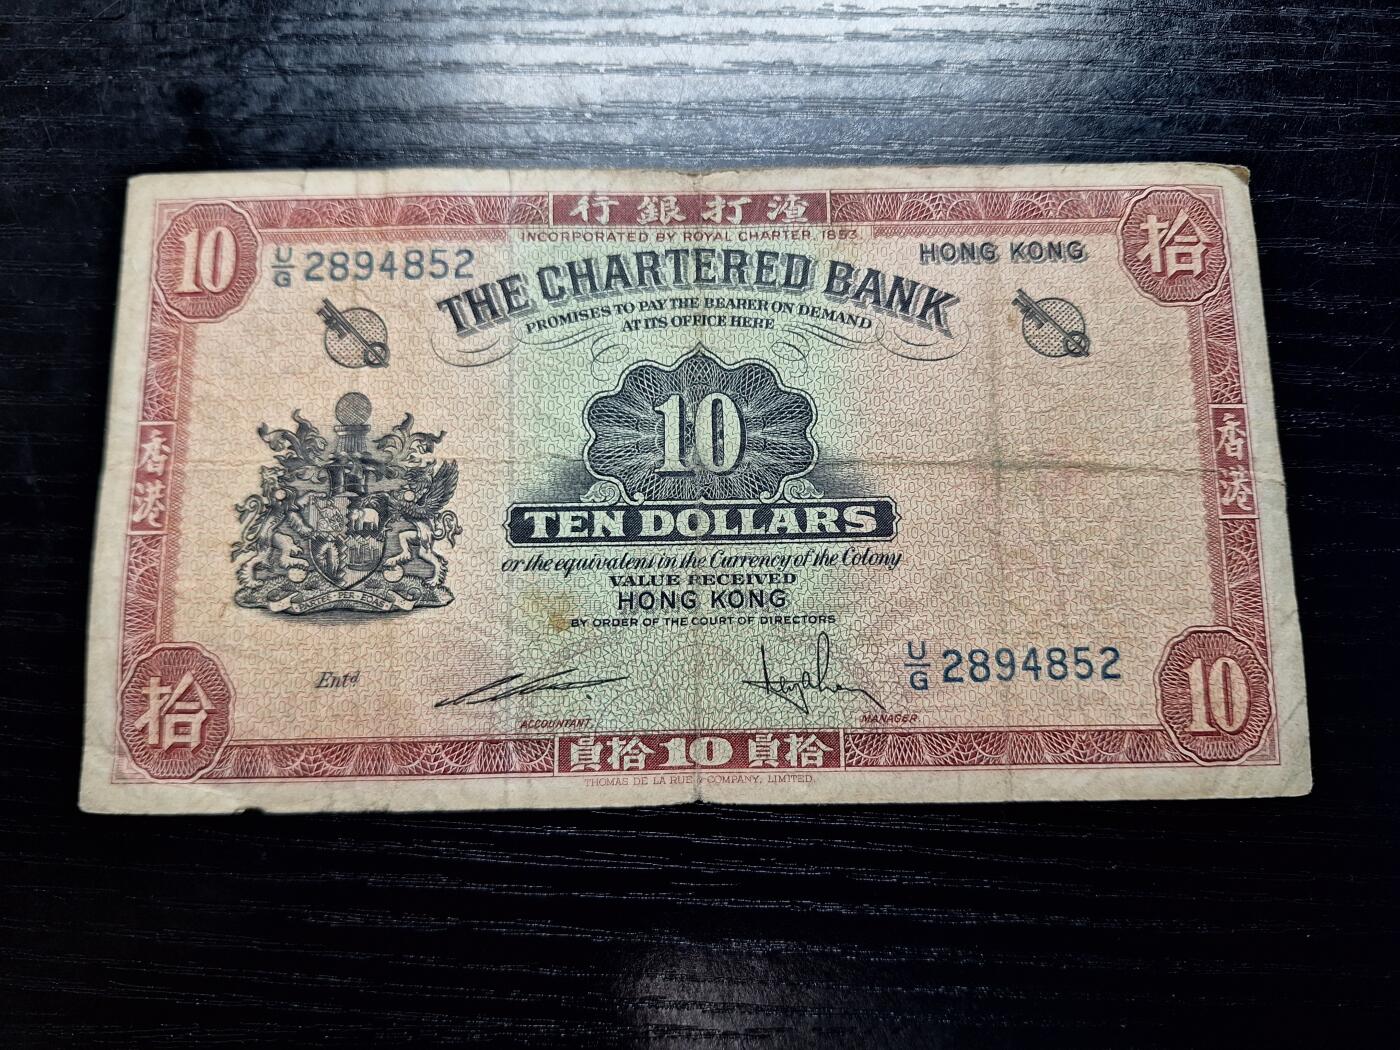 行銀打渣
INCORPORATED BY ROYAL CHARTER, 1853.
10
U/G 2894852
HONG KONG
拾
THE CHARTERED BANK
PROMISES TO PAY THE BEARER ON DEMAND
AT ITS OFFICE HERE
10
香港
香港
TEN DOLLARS
or the equivalent in the Currency of the Colony
VALUE RECEIVED
HONG KONG
BY ORDER OF THE COURT OF DIRECTORS
Entd
U/G 2894852
ACCOUNTANT.
MANAGER
拾
員拾10員拾
10
THOMAS DE LA RUE & COMPANY, LIMITED.